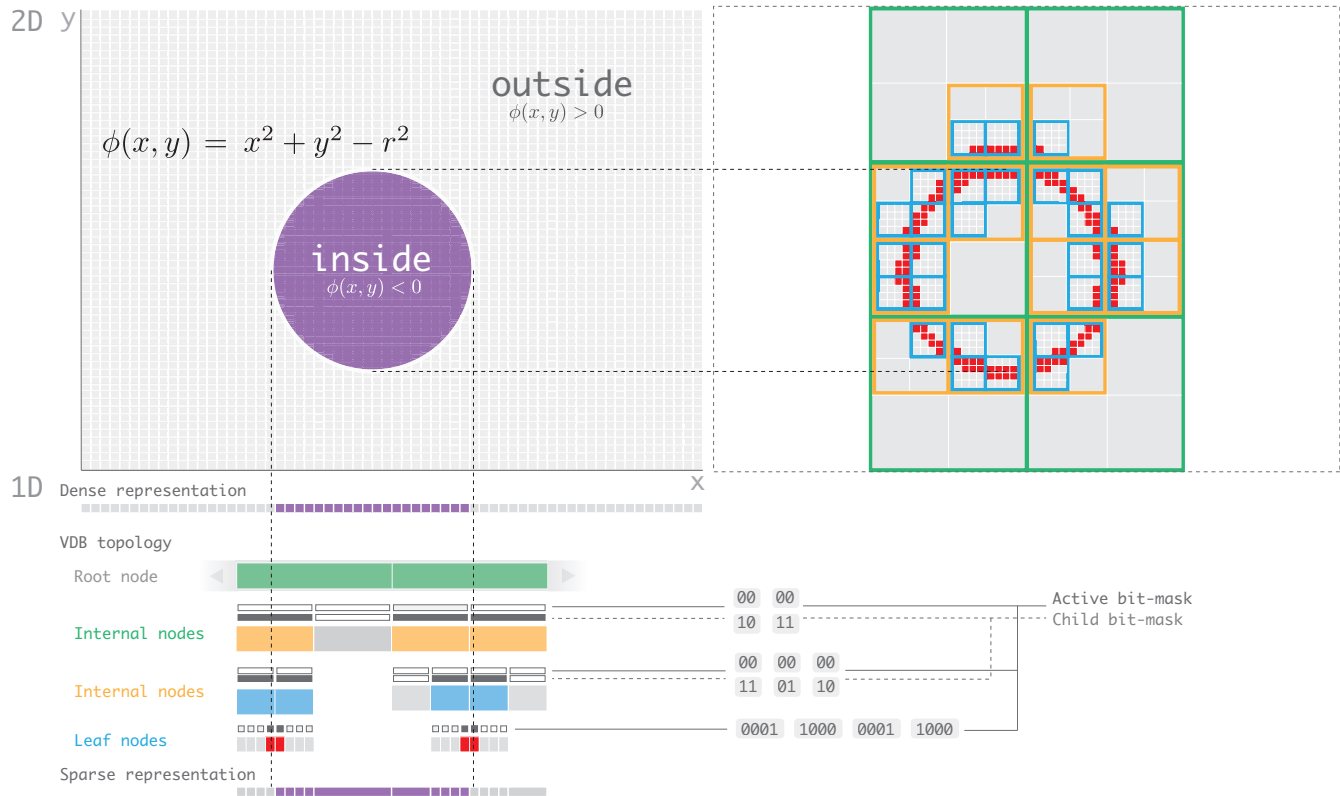 2D y
outside
ϕ(x, y) > 0
ϕ(x, y) = x² + y² − r²
inside
ϕ(x, y) < 0
x
1D
Dense representation
VDB topology
Root node
00 00
Active bit-mask
10 11
Child bit-mask
Internal nodes
00 00 00
11 01 10
Internal nodes
0001 1000 0001 1000
Leaf nodes
Sparse representation